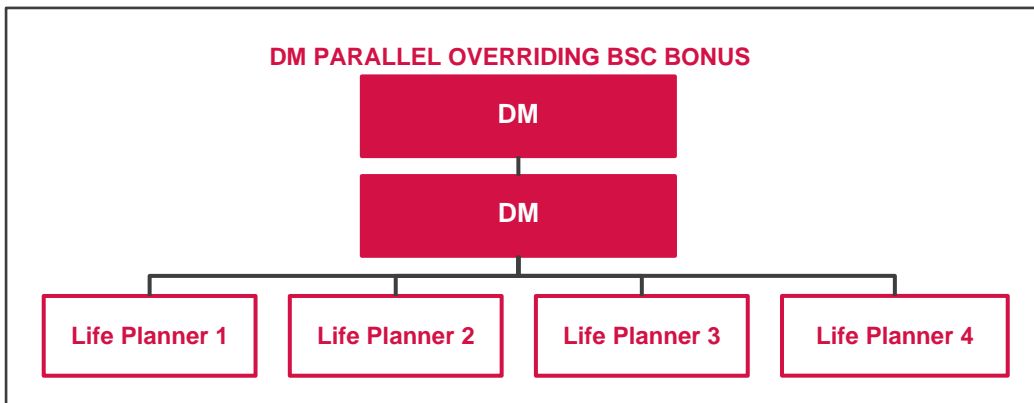 DM PARALLEL OVERRIDING BSC BONUS
DM
DM
Life Planner 1
Life Planner 2
Life Planner 3
Life Planner 4